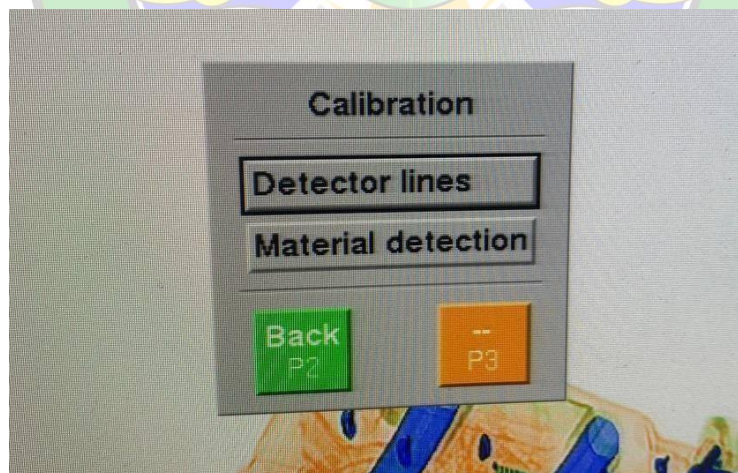 Calibration
Detector lines
Material detection
Back
P2
--
P3